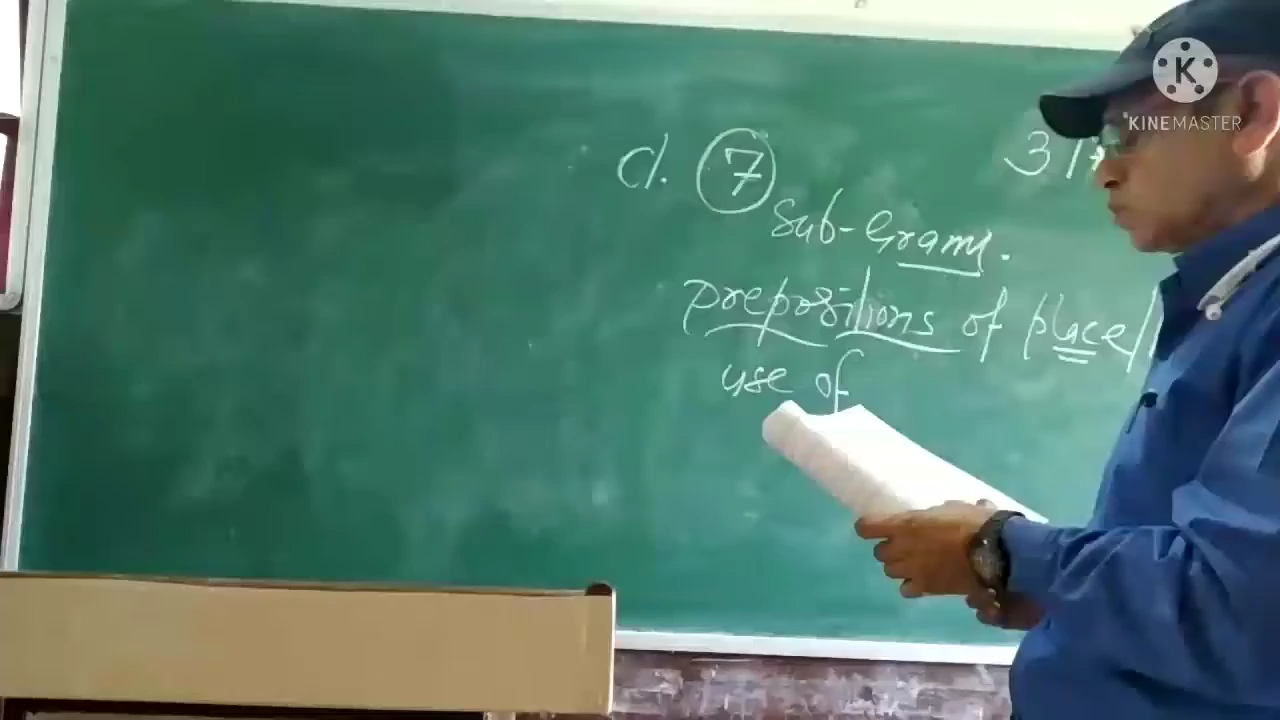 cl. 7
31
Sub-Gram.
prepositions of place/
use of
K
KINEMASTER